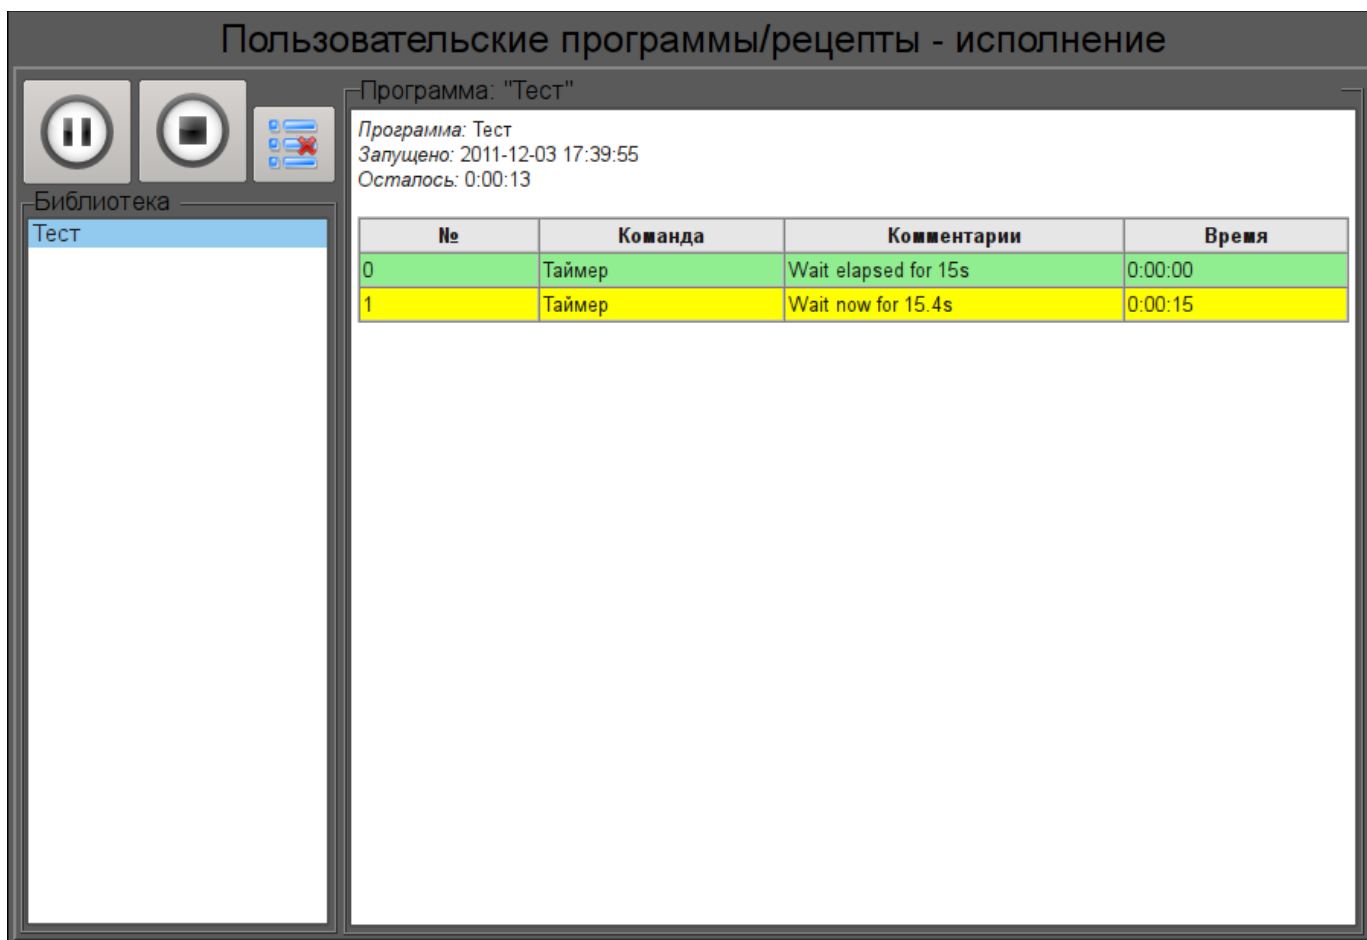 Пользовательские программы/рецепты - исполнение
Библиотека
Тест
Программа: "Тест"
Программа: Тест
Запущено: 2011-12-03 17:39:55
Осталось: 0:00:13
№ Команда Комментарии Время
0 Таймер Wait elapsed for 15s 0:00:00
1 Таймер Wait now for 15.4s 0:00:15